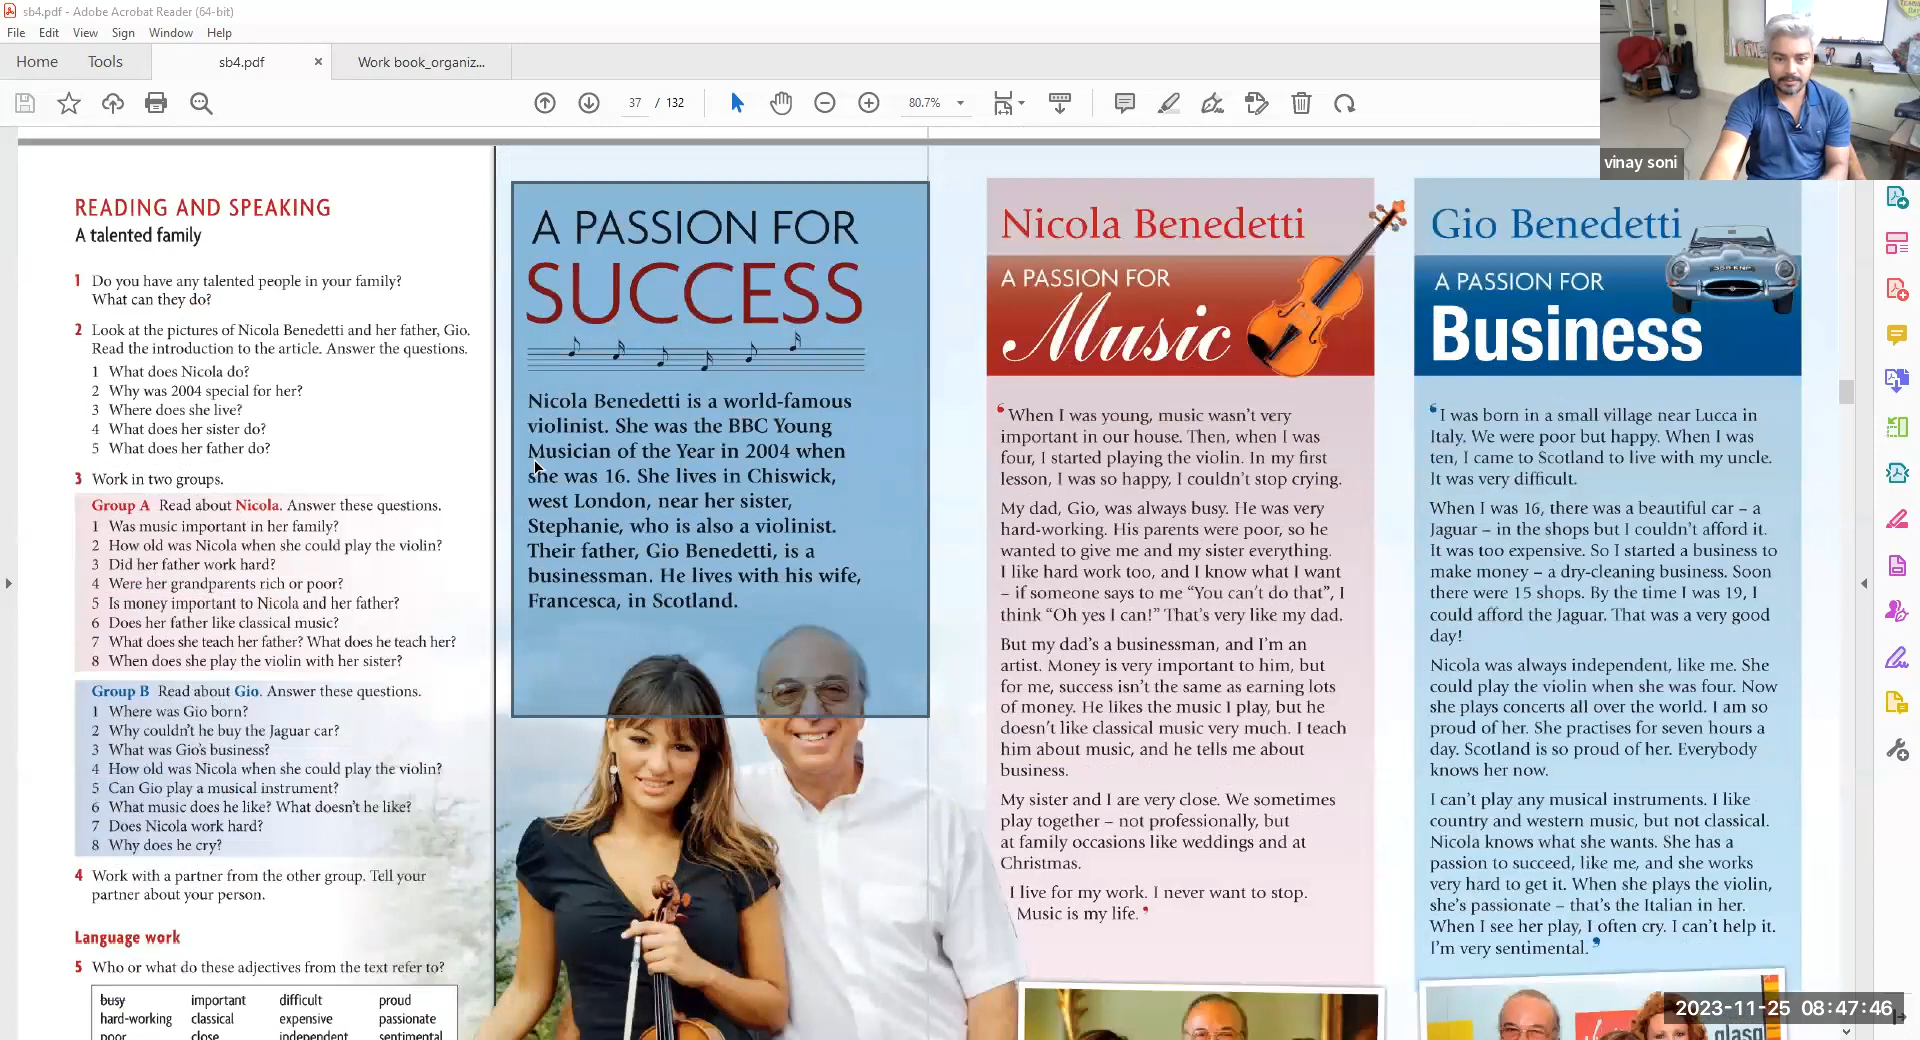 sb4.pdf - Adobe Acrobat Reader (64-bit)
File Edit View Sign Window Help
Home Tools sb4.pdf × Work book_organiz...
37 / 132 80.7%
vinay soni
READING AND SPEAKING
A talented family
1 Do you have any talented people in your family?
What can they do?
2 Look at the pictures of Nicola Benedetti and her father, Gio.
Read the introduction to the article. Answer the questions.
1 What does Nicola do?
2 Why was 2004 special for her?
3 Where does she live?
4 What does her sister do?
5 What does her father do?
3 Work in two groups.
Group A Read about Nicola. Answer these questions.
1 Was music important in her family?
2 How old was Nicola when she could play the violin?
3 Did her father work hard?
4 Were her grandparents rich or poor?
5 Is money important to Nicola and her father?
6 Does her father like classical music?
7 What does she teach her father? What does he teach her?
8 When does she play the violin with her sister?
Group B Read about Gio. Answer these questions.
1 Where was Gio born?
2 Why couldn't he buy the Jaguar car?
3 What was Gio's business?
4 How old was Nicola when she could play the violin?
5 Can Gio play a musical instrument?
6 What music does he like? What doesn't he like?
7 Does Nicola work hard?
8 Why does he cry?
4 Work with a partner from the other group. Tell your
partner about your person.
Language work
5 Who or what do these adjectives from the text refer to?
busy important difficult proud
hard-working classical expensive passionate
poor close independent sentimental
A PASSION FOR
SUCCESS
Nicola Benedetti is a world-famous
violinist. She was the BBC Young
Musician of the Year in 2004 when
she was 16. She lives in Chiswick,
west London, near her sister,
Stephanie, who is also a violinist.
Their father, Gio Benedetti, is a
businessman. He lives with his wife,
Francesca, in Scotland.
Nicola Benedetti
A PASSION FOR
Music
‘When I was young, music wasn't very
important in our house. Then, when I was
four, I started playing the violin. In my first
lesson, I was so happy, I couldn't stop crying.
My dad, Gio, was always busy. He was very
hard-working. His parents were poor, so he
wanted to give me and my sister everything.
I like hard work too, and I know what I want
– if someone says to me “You can't do that”, I
think “Oh yes I can!” That's very like my dad.
But my dad's a businessman, and I'm an
artist. Money is very important to him, but
for me, success isn't the same as earning lots
of money. He likes the music I play, but he
doesn't like classical music very much. I teach
him about music, and he tells me about
business.
My sister and I are very close. We sometimes
play together – not professionally, but
at family occasions like weddings and at
Christmas.
I live for my work. I never want to stop.
Music is my life.’
Gio Benedetti
A PASSION FOR
Business
‘I was born in a small village near Lucca in
Italy. We were poor but happy. When I was
ten, I came to Scotland to live with my uncle.
It was very difficult.
When I was 16, there was a beautiful car – a
Jaguar – in the shops but I couldn't afford it.
It was too expensive. So I started a business to
make money – a dry-cleaning business. Soon
there were 15 shops. By the time I was 19, I
could afford the Jaguar. That was a very good
day!
Nicola was always independent, like me. She
could play the violin when she was four. Now
she plays concerts all over the world. I am so
proud of her. She practises for seven hours a
day. Scotland is so proud of her. Everybody
knows her now.
I can't play any musical instruments. I like
country and western music, but not classical.
Nicola knows what she wants. She has a
passion to succeed, like me, and she works
very hard to get it. When she plays the violin,
she's passionate – that's the Italian in her.
When I see her play, I often cry. I can't help it.
I'm very sentimental.’
glasg
2023-11-25 08:47:46